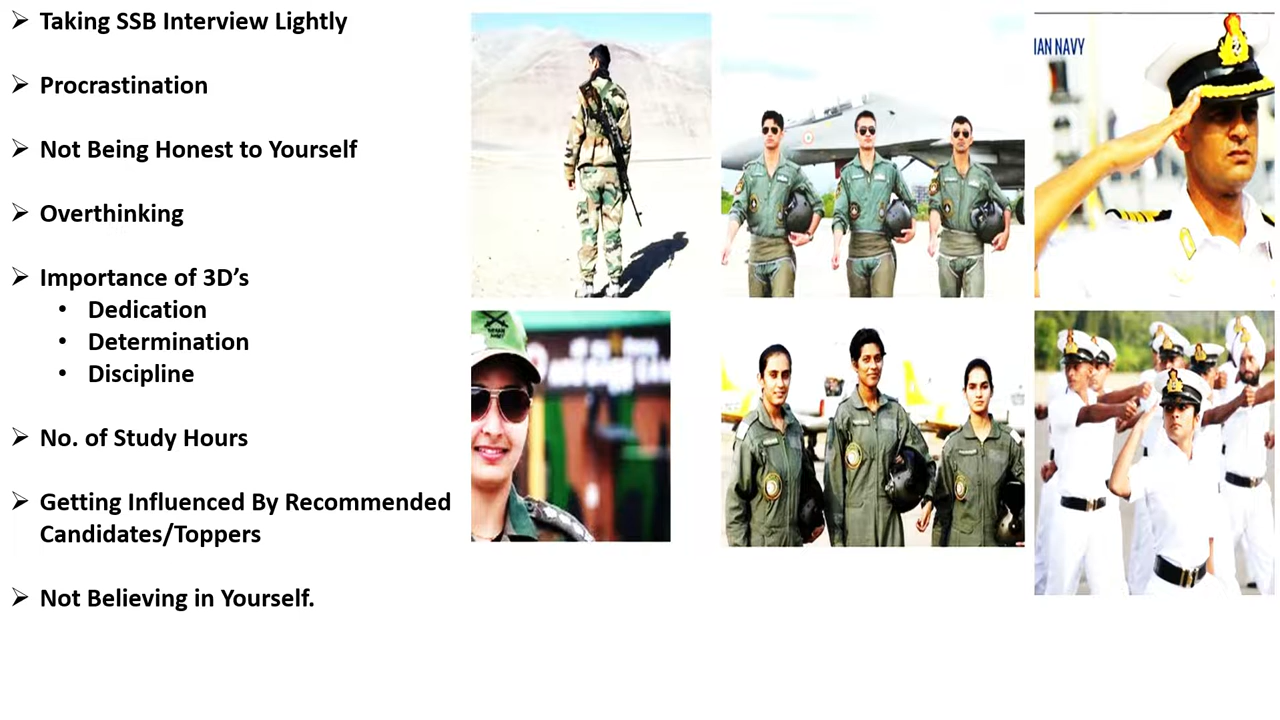 Taking SSB Interview Lightly
Procrastination
Not Being Honest to Yourself
Overthinking
Importance of 3D’s
Dedication
Determination
Discipline
No. of Study Hours
Getting Influenced By Recommended
Candidates/Toppers
Not Believing in Yourself.
IAN NAVY